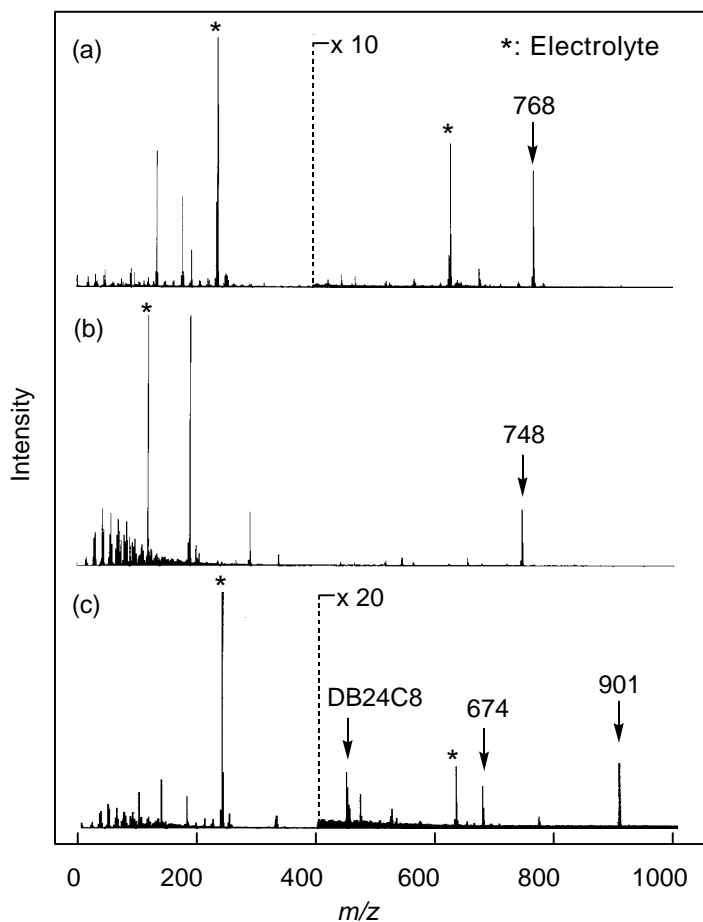 (a)
*
x 10
*: Electrolyte
*
768
(b)
*
748
Intensity
(c)
*
x 20
DB24C8
*
674
901
0 200 400 600 800 1000
m/z